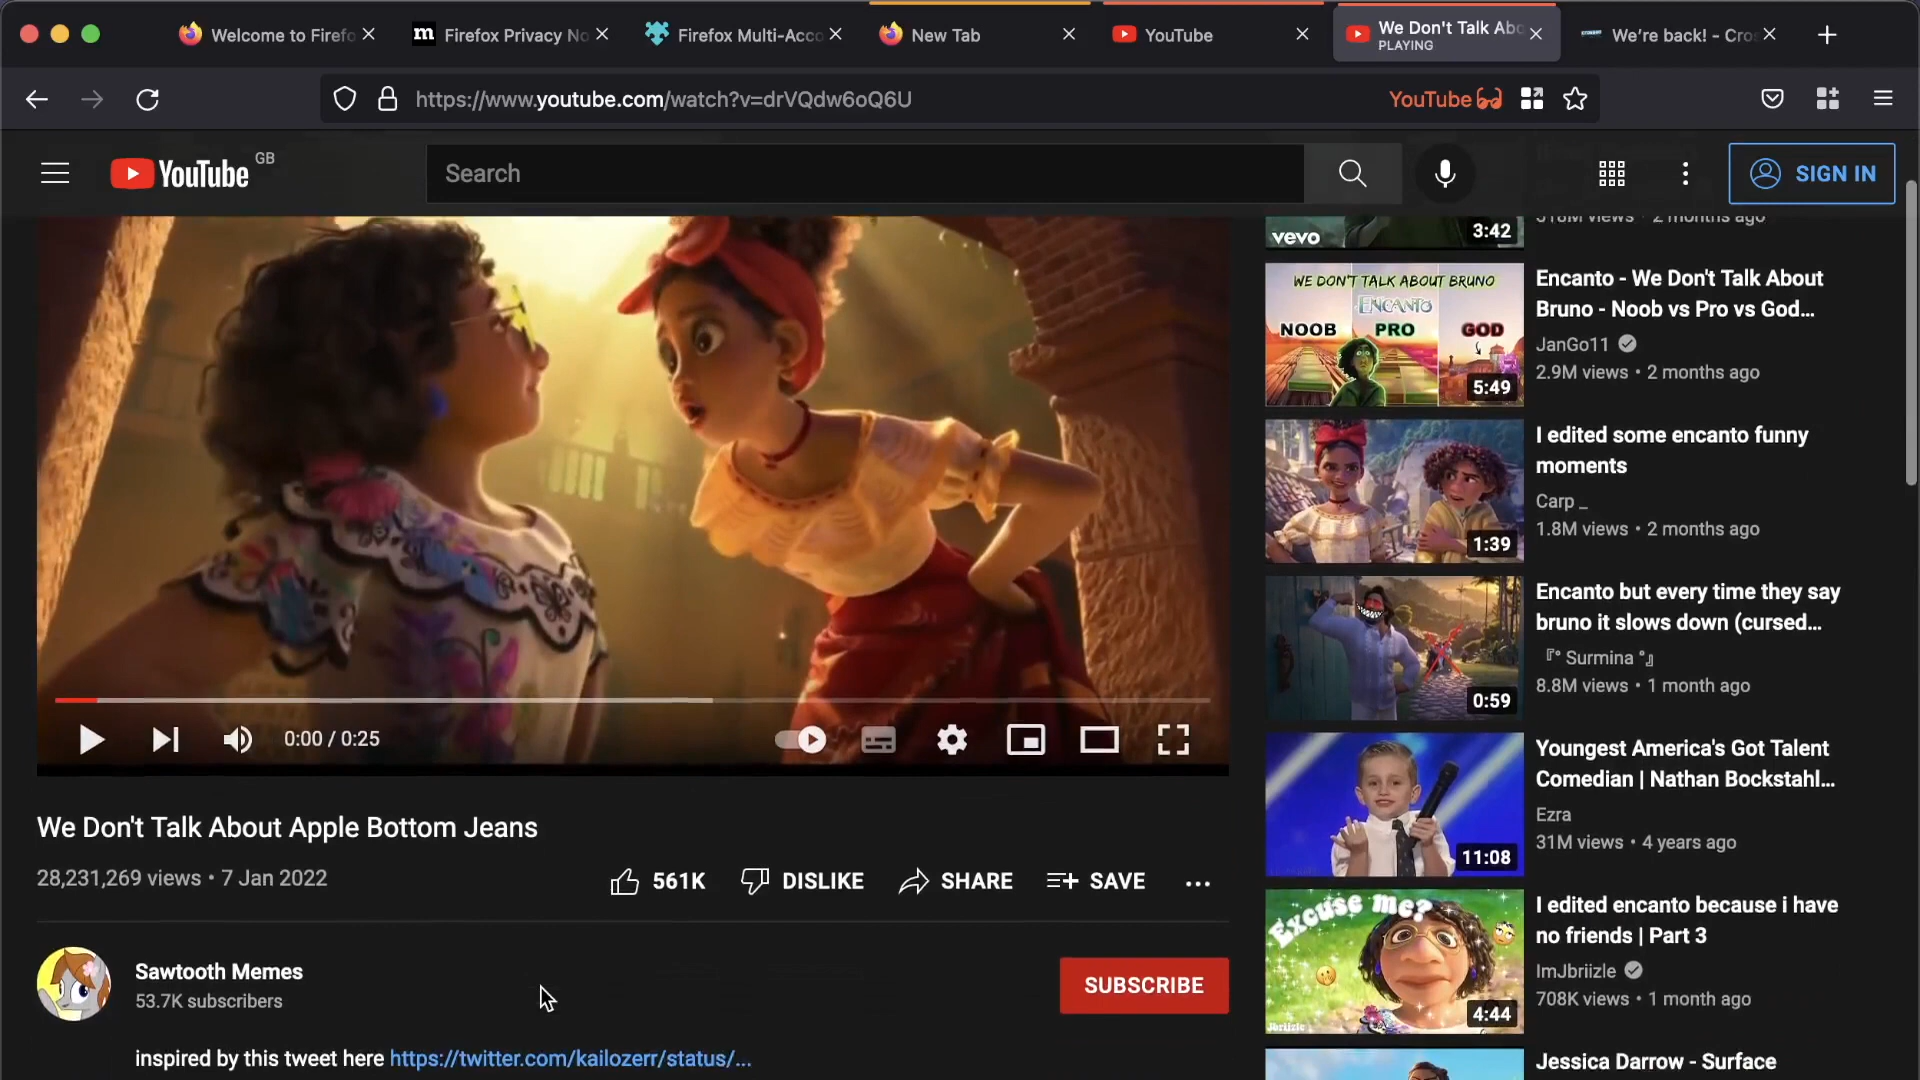 Welcome to Firefo
Firefox Privacy No
Firefox Multi-Acco
New Tab
YouTube
We Don't Talk Abo
PLAYING
We're back! - Cros
https://www.youtube.com/watch?v=drVQdw6oQ6U
YouTube
YouTube GB
Search
SIGN IN
vevo
3:42
318M views • 2 months ago
WE DON'T TALK ABOUT BRUNO
ENCANTO
NOOB PRO GOD
5:49
Encanto - We Don't Talk About
Bruno - Noob vs Pro vs God...
JanGo11
2.9M views • 2 months ago
1:39
I edited some encanto funny
moments
Carp _
1.8M views • 2 months ago
0:59
Encanto but every time they say
bruno it slows down (cursed...
『° Surmina °』
8.8M views • 1 month ago
11:08
Youngest America's Got Talent
Comedian | Nathan Bockstahl...
Ezra
31M views • 4 years ago
Excuse me?
Jbriizle
4:44
I edited encanto because i have
no friends | Part 3
ImJbriizle
708K views • 1 month ago
Jessica Darrow - Surface
0:00 / 0:25
We Don't Talk About Apple Bottom Jeans
28,231,269 views • 7 Jan 2022
561K
DISLIKE
SHARE
SAVE
Sawtooth Memes
53.7K subscribers
SUBSCRIBE
inspired by this tweet here https://twitter.com/kailozerr/status/...